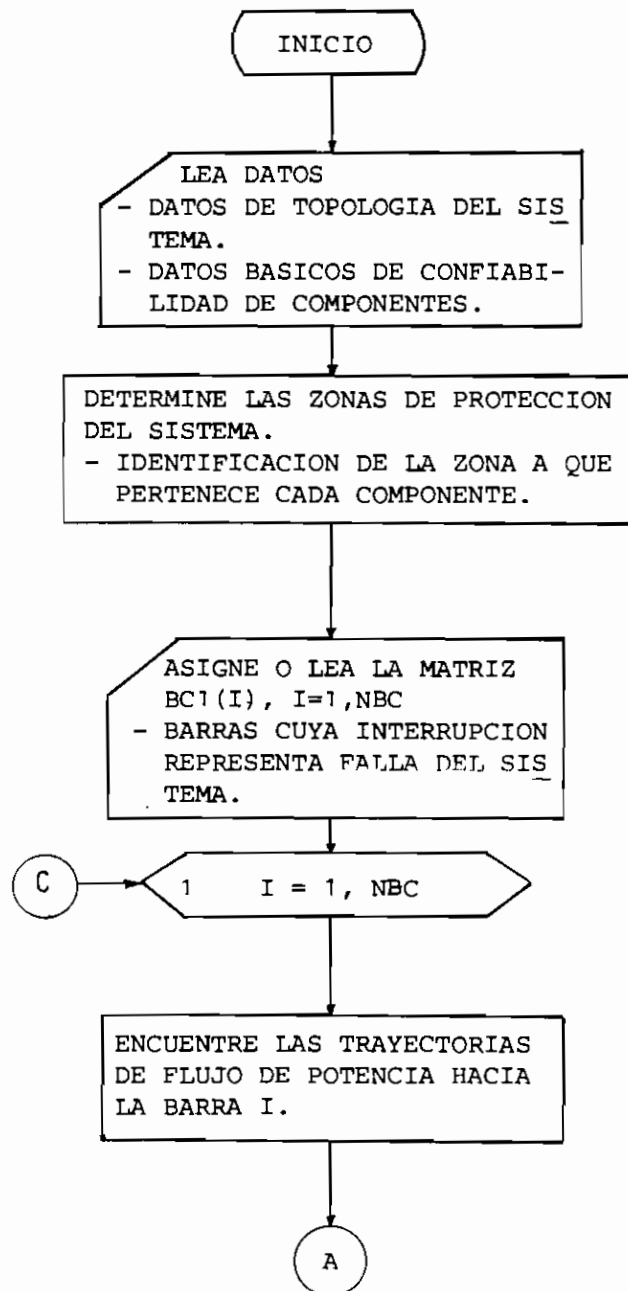 INICIO
LEA DATOS
- DATOS DE TOPOLOGIA DEL SIS
TEMA.
- DATOS BASICOS DE CONFIABI-
LIDAD DE COMPONENTES.
DETERMINE LAS ZONAS DE PROTECCION
DEL SISTEMA.
- IDENTIFICACION DE LA ZONA A QUE
PERTENECE CADA COMPONENTE.
ASIGNE O LEA LA MATRIZ
BC1(I), I=1,NBC
- BARRAS CUYA INTERRUPCION
REPRESENTA FALLA DEL SIS
TEMA.
C
1 I = 1, NBC
ENCUENTRE LAS TRAYECTORIAS
DE FLUJO DE POTENCIA HACIA
LA BARRA I.
A